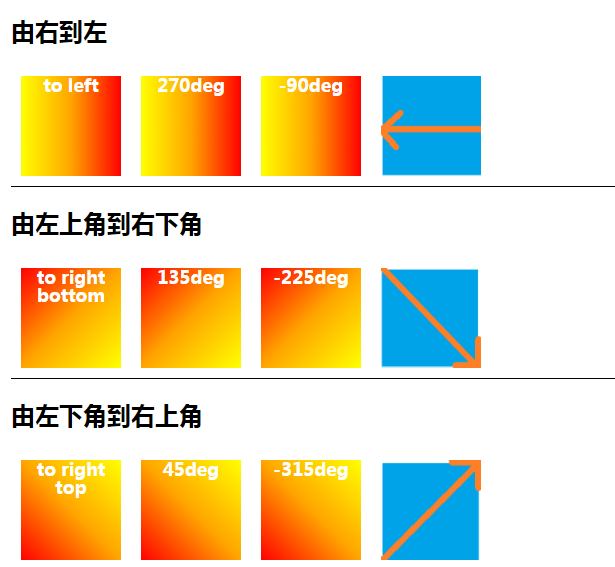 由右到左
to left
270deg
-90deg
由左上角到右下角
to right
bottom
135deg
-225deg
由左下角到右上角
to right
top
45deg
-315deg